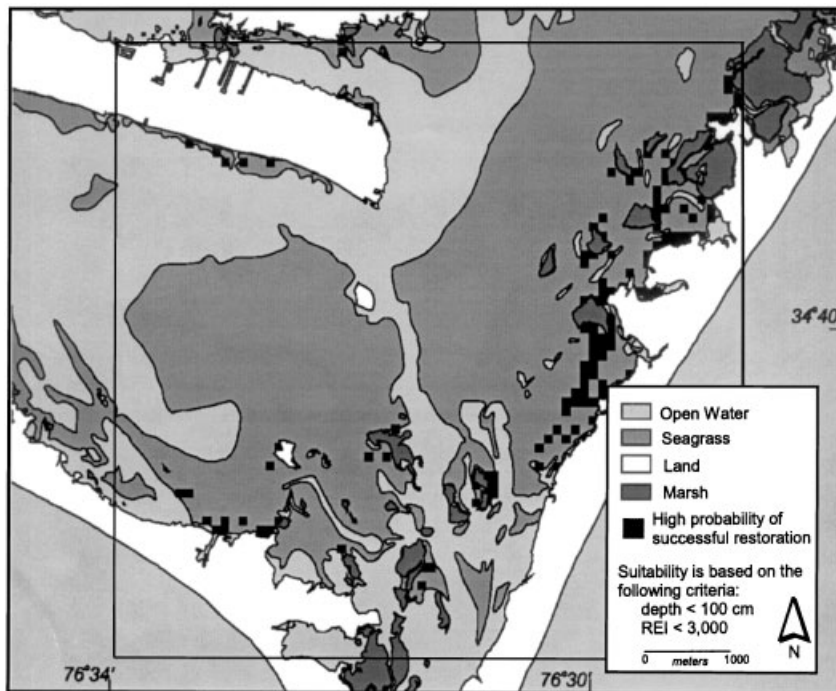 34°40'
Open Water
Seagrass
Land
Marsh
High probability of
successful restoration
Suitability is based on the
following criteria:
depth < 100 cm
REI < 3,000
0 meters 1000
N
76°34'
76°30'